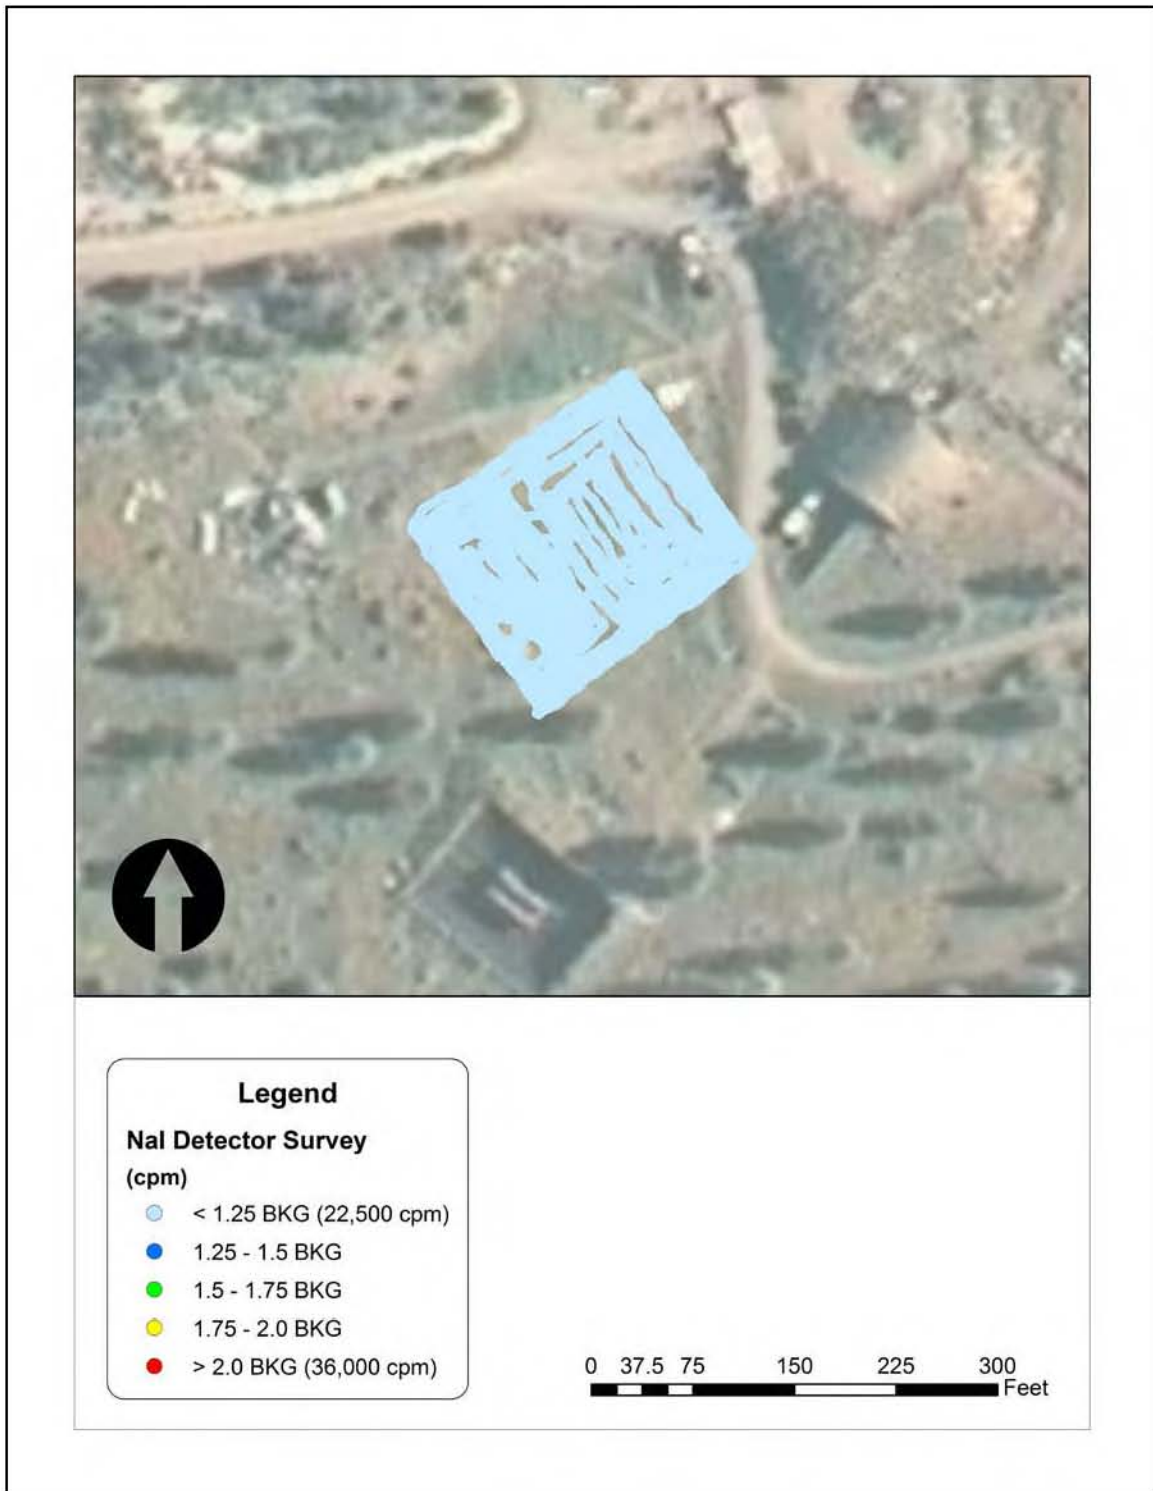 Legend
NaI Detector Survey
(cpm)
< 1.25 BKG (22,500 cpm)
1.25 - 1.5 BKG
1.5 - 1.75 BKG
1.75 - 2.0 BKG
> 2.0 BKG (36,000 cpm)
0 37.5 75 150 225 300
Feet